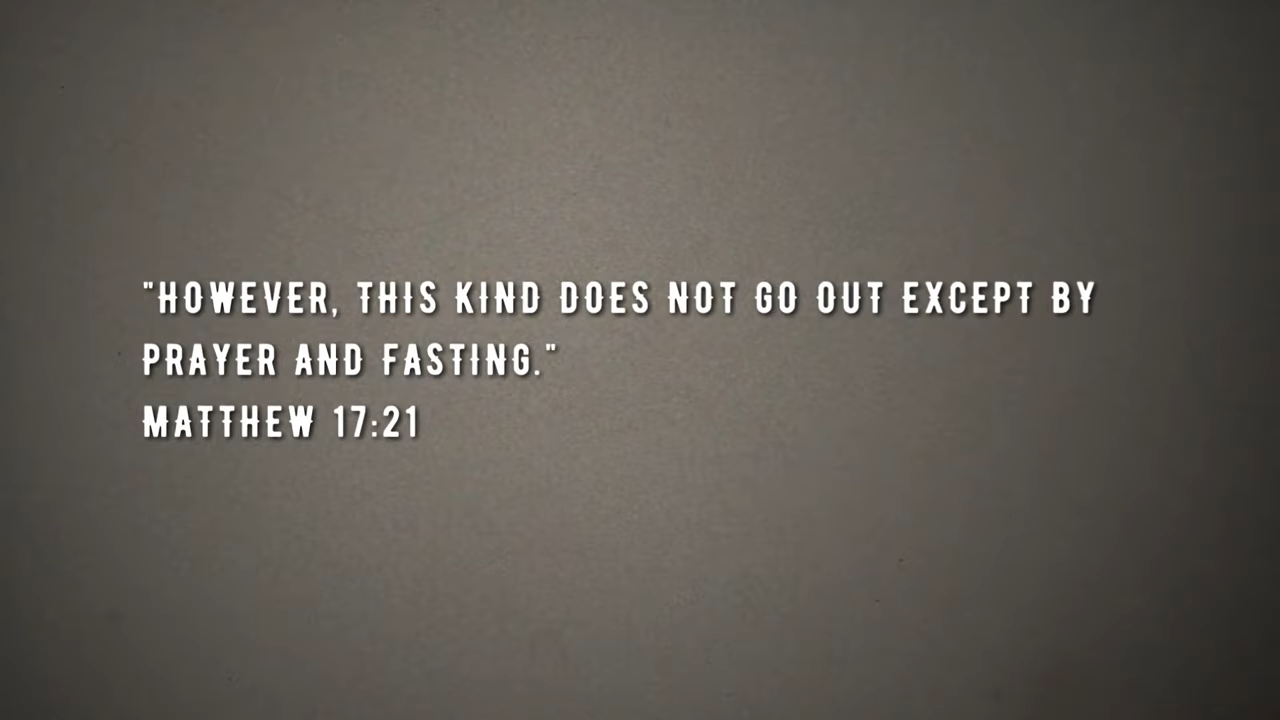 "HOWEVER, THIS KIND DOES NOT GO OUT EXCEPT BY
PRAYER AND FASTING."
MATTHEW 17:21